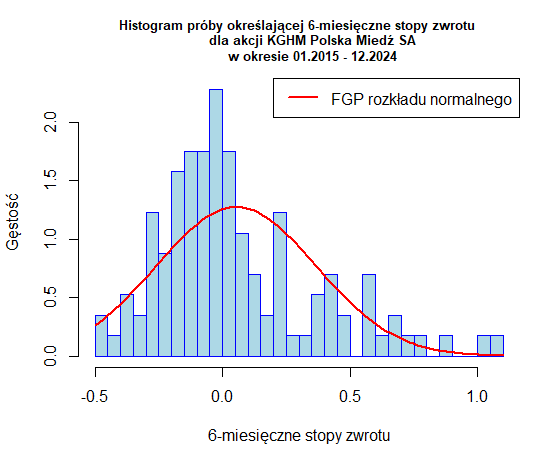 Histogram próby określającej 6-miesięczne stopy zwrotu
dla akcji KGHM Polska Miedź SA
w okresie 01.2015 - 12.2024
FGP rozkładu normalnego
Gęstość
2.0
1.5
1.0
0.5
0.0
-0.5 0.0 0.5 1.0
6-miesięczne stopy zwrotu